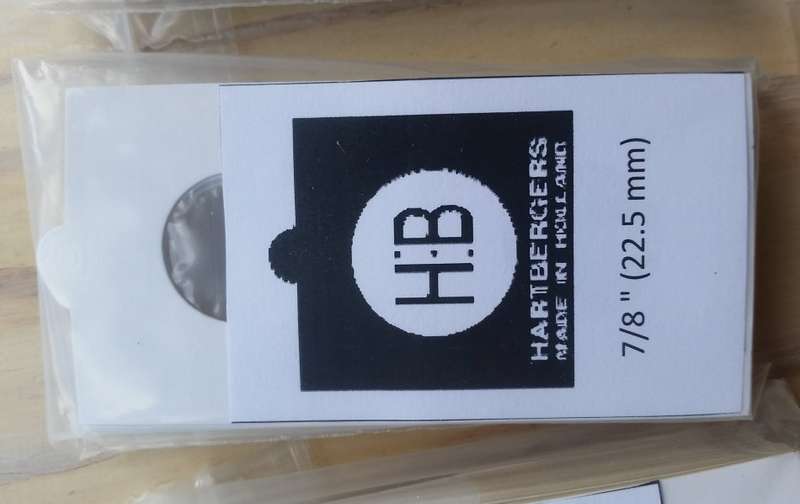 H:B
HARTBERGERS
MADE IN HOLLAND
7/8 " (22.5 mm)